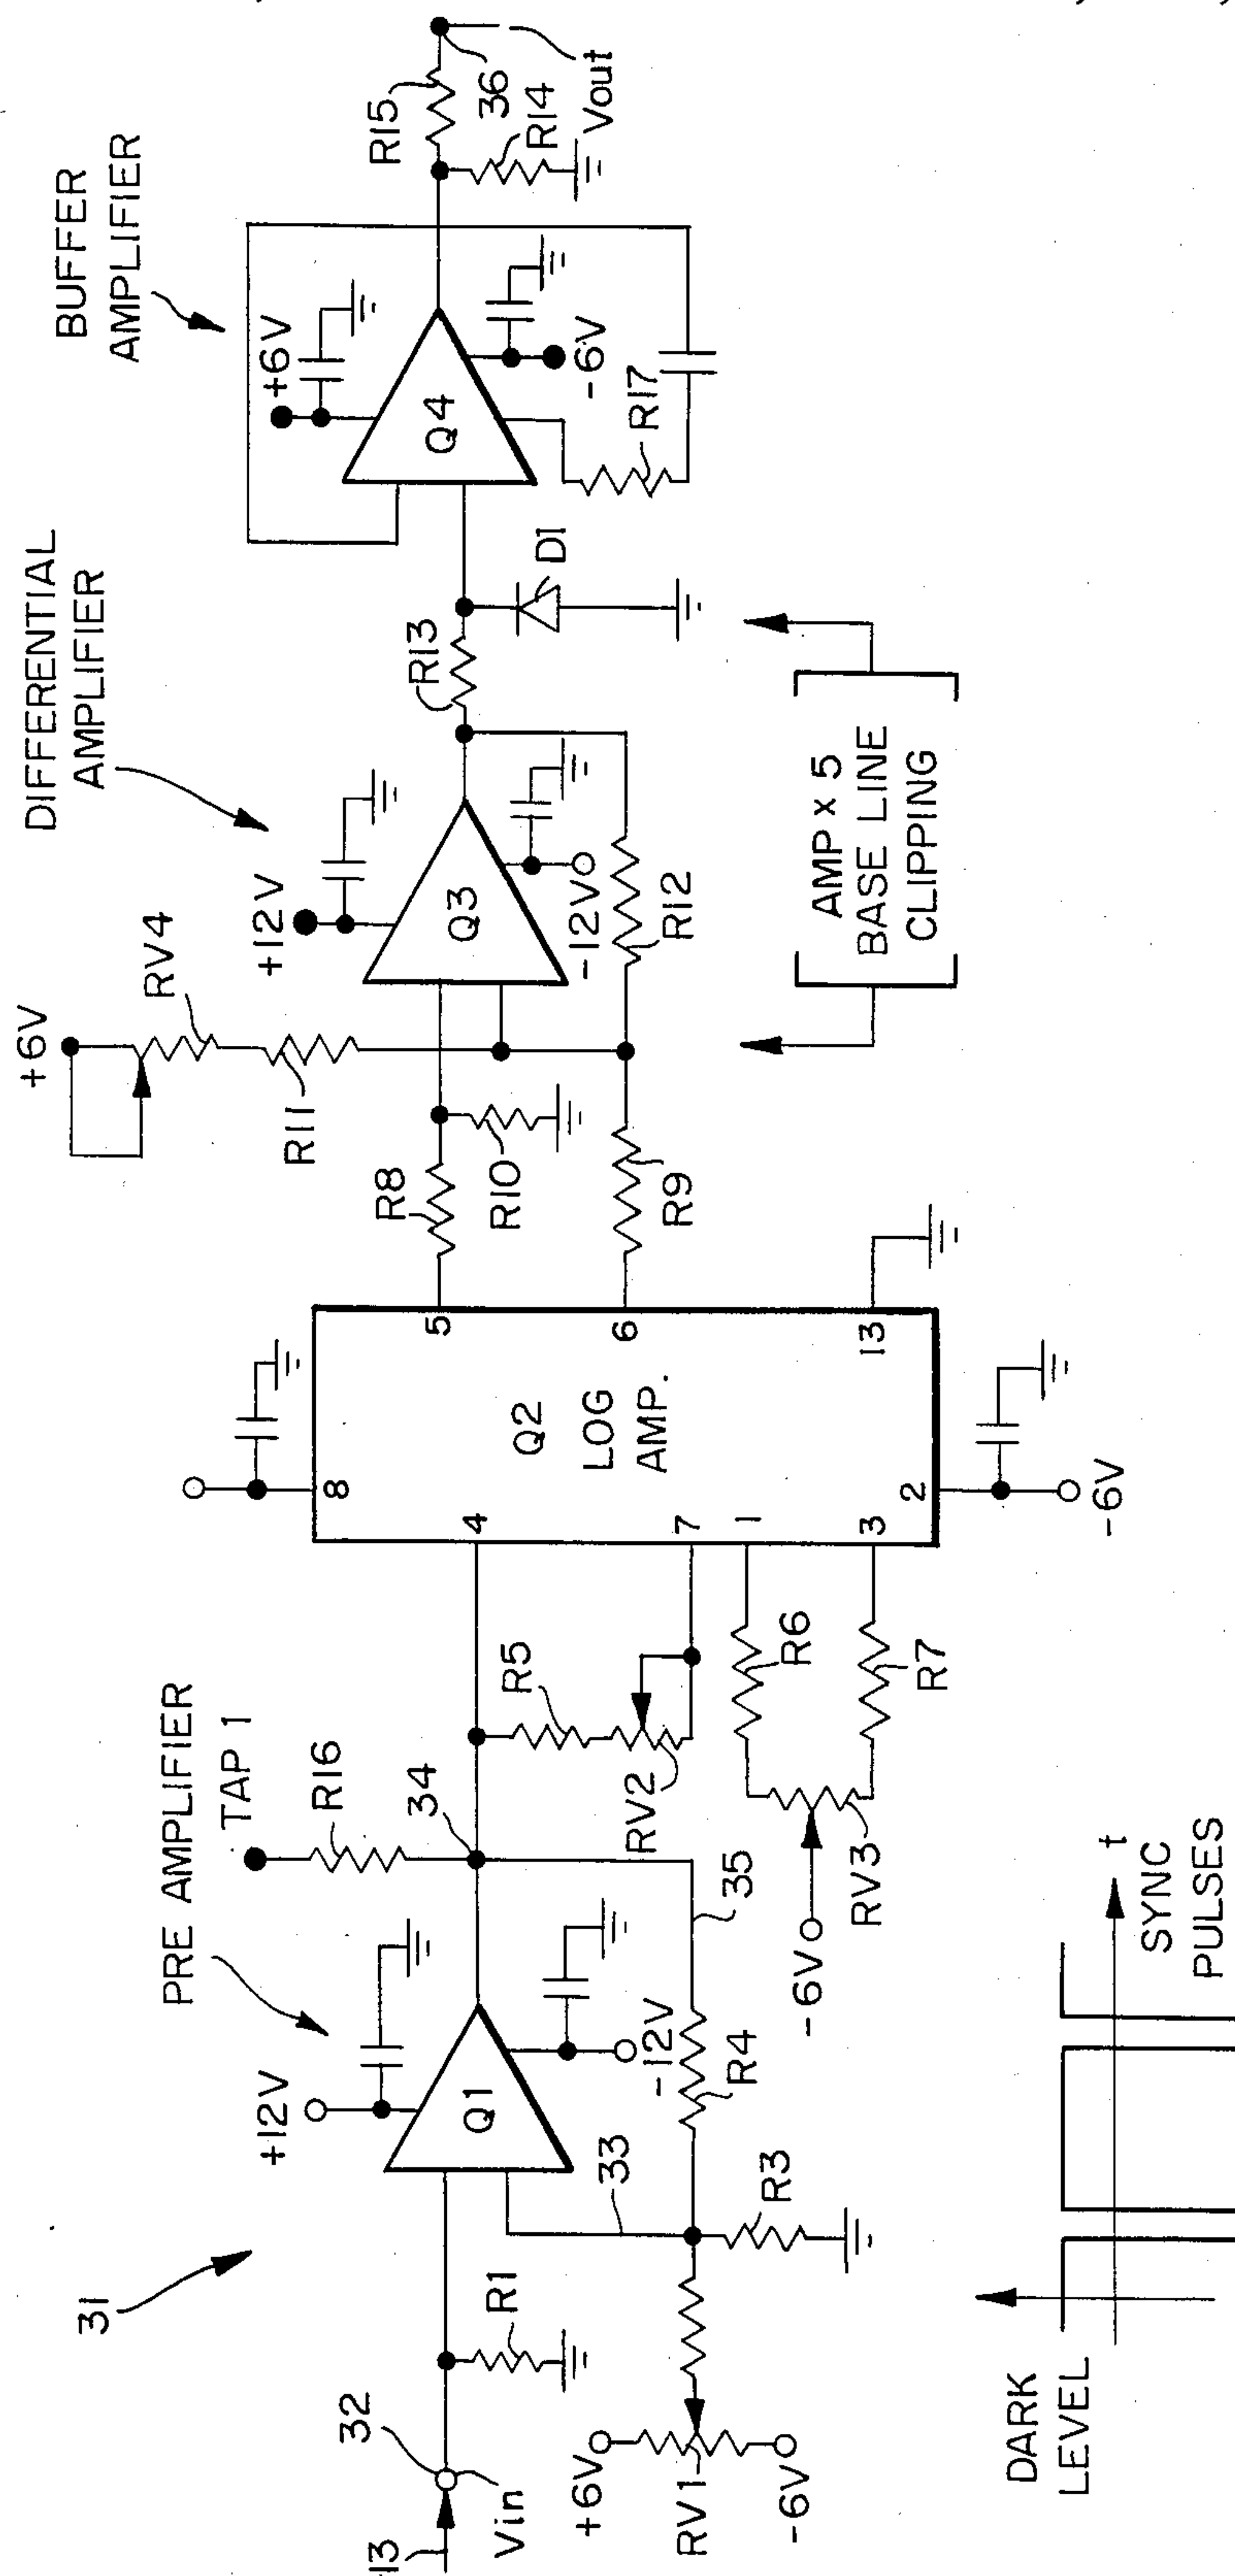 BUFFER
AMPLIFIER
DIFFERENTIAL
AMPLIFIER
PRE AMPLIFIER
TAP 1
31
13
32
Vin
R1
+6V
RV1
-6V
R3
33
+12V
Q1
-12V
R4
35
34
R16
R5
RV2
-6V
RV3
R6
R7
4
7
1
3
2
8
Q2
LOG
AMP.
5
6
13
-6V
R8
R10
R9
+6V
RV4
R11
+12V
Q3
-12V
R12
R13
D1
+6V
Q4
-6V
R17
R15
36
R14
Vout
AMP x 5
BASE LINE
CLIPPING
DARK
LEVEL
t
SYNC
PULSES